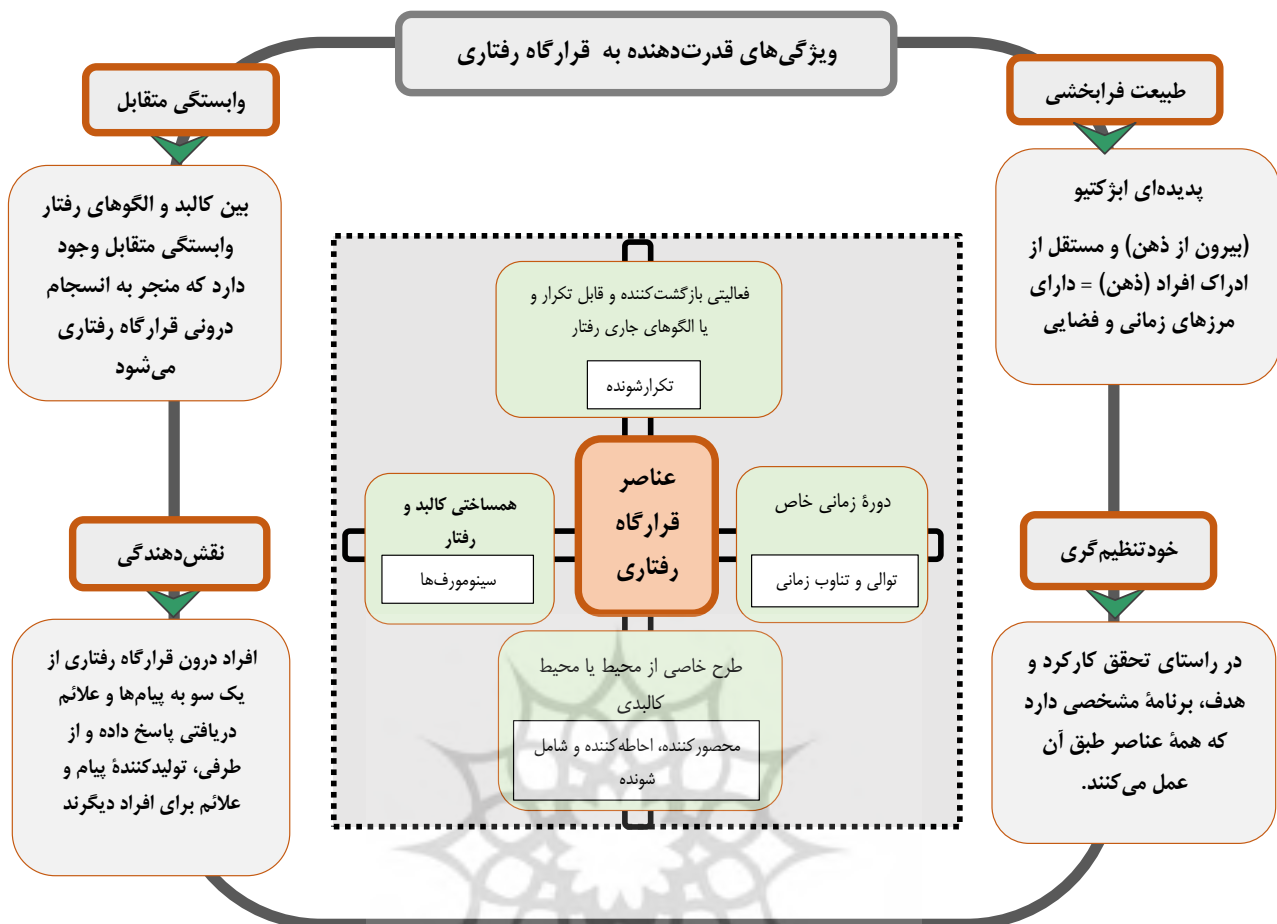 ویژگی‌های قدرت‌دهنده به قرارگاه رفتاری
طبیعت فرابخشی
پدیده‌ای ابژکتیو
(بیرون از ذهن) و مستقل از
ادراک افراد (ذهن) = دارای
مرزهای زمانی و فضایی
خودتنظیم‌گری
در راستای تحقق کارکرد و
هدف، برنامهٔ مشخصی دارد
که همهٔ عناصر طبق آن
عمل می‌کنند.
وابستگی متقابل
بین کالبد و الگوهای رفتار
وابستگی متقابل وجود
دارد که منجر به انسجام
درونی قرارگاه رفتاری
می‌شود
نقش‌دهندگی
افراد درون قرارگاه رفتاری از
یک سو به پیام‌ها و علائم
دریافتی پاسخ داده و از
طرفی، تولیدکنندهٔ پیام و
علائم برای افراد دیگرند
فعالیتی بازگشت‌کننده و قابل تکرار و
یا الگوهای جاری رفتار
تکرارشونده
عناصر
قرارگاه
رفتاری
دورهٔ زمانی خاص
توالی و تناوب زمانی
همساختی کالبد و
رفتار
سینومورف‌ها
طرح خاصی از محیط یا محیط
کالبدی
محصورکننده، احاطه‌کننده و شامل
شونده